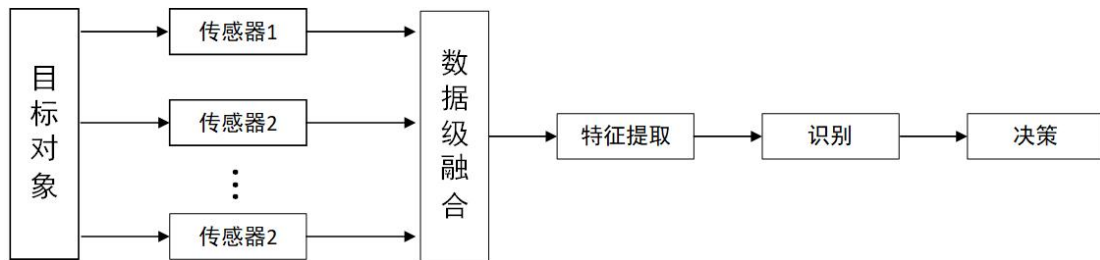 目标对象
传感器1
传感器2
传感器2
数据级融合
特征提取
识别
决策